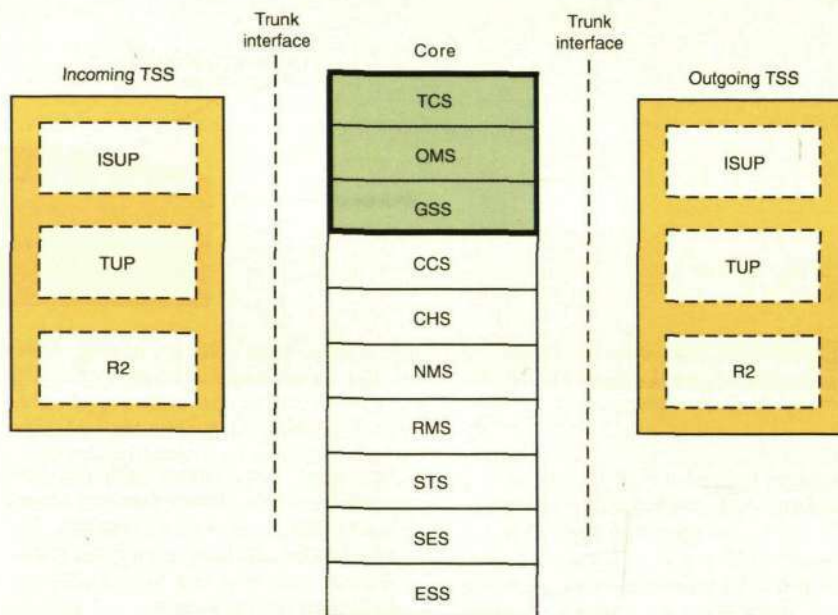 Trunk
interface
Core
Trunk
interface
Incoming TSS
Outgoing TSS
ISUP
TUP
R2
TCS
OMS
GSS
CCS
CHS
NMS
RMS
STS
SES
ESS
ISUP
TUP
R2